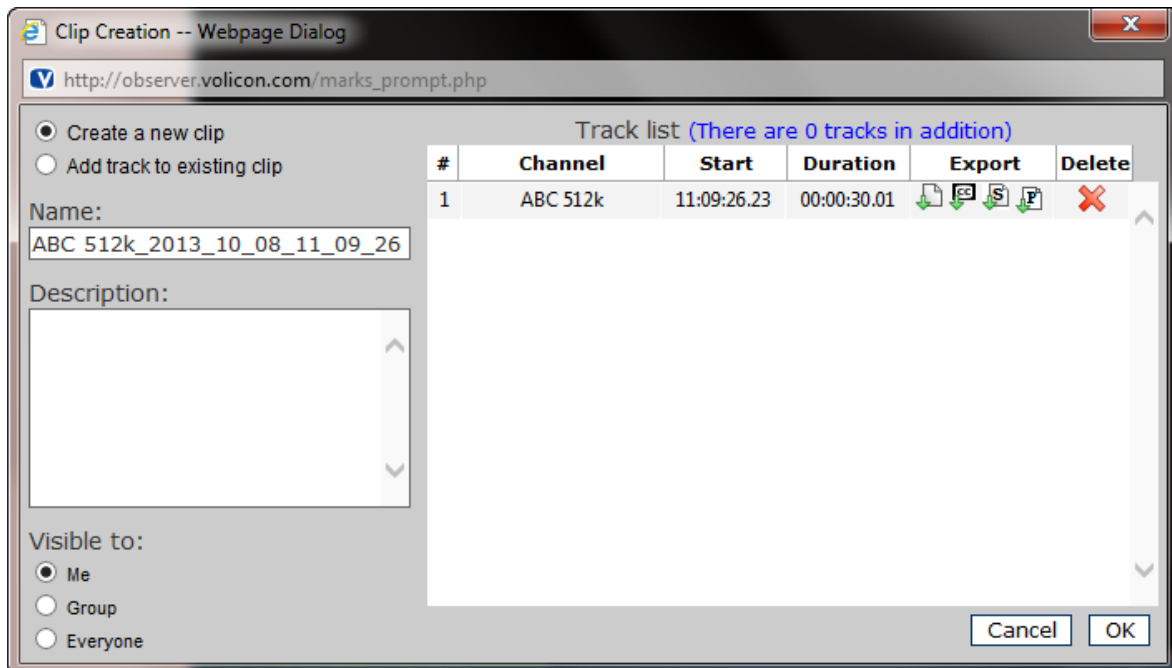 Clip Creation -- Webpage Dialog
x
http://observer.volicon.com/marks_prompt.php
Create a new clip
Add track to existing clip
Name:
ABC 512k_2013_10_08_11_09_26
Description:
Visible to:
Me
Group
Everyone
Track list (There are 0 tracks in addition)
# Channel Start Duration Export Delete
1 ABC 512k 11:09:26.23 00:00:30.01 CC S P
Cancel OK